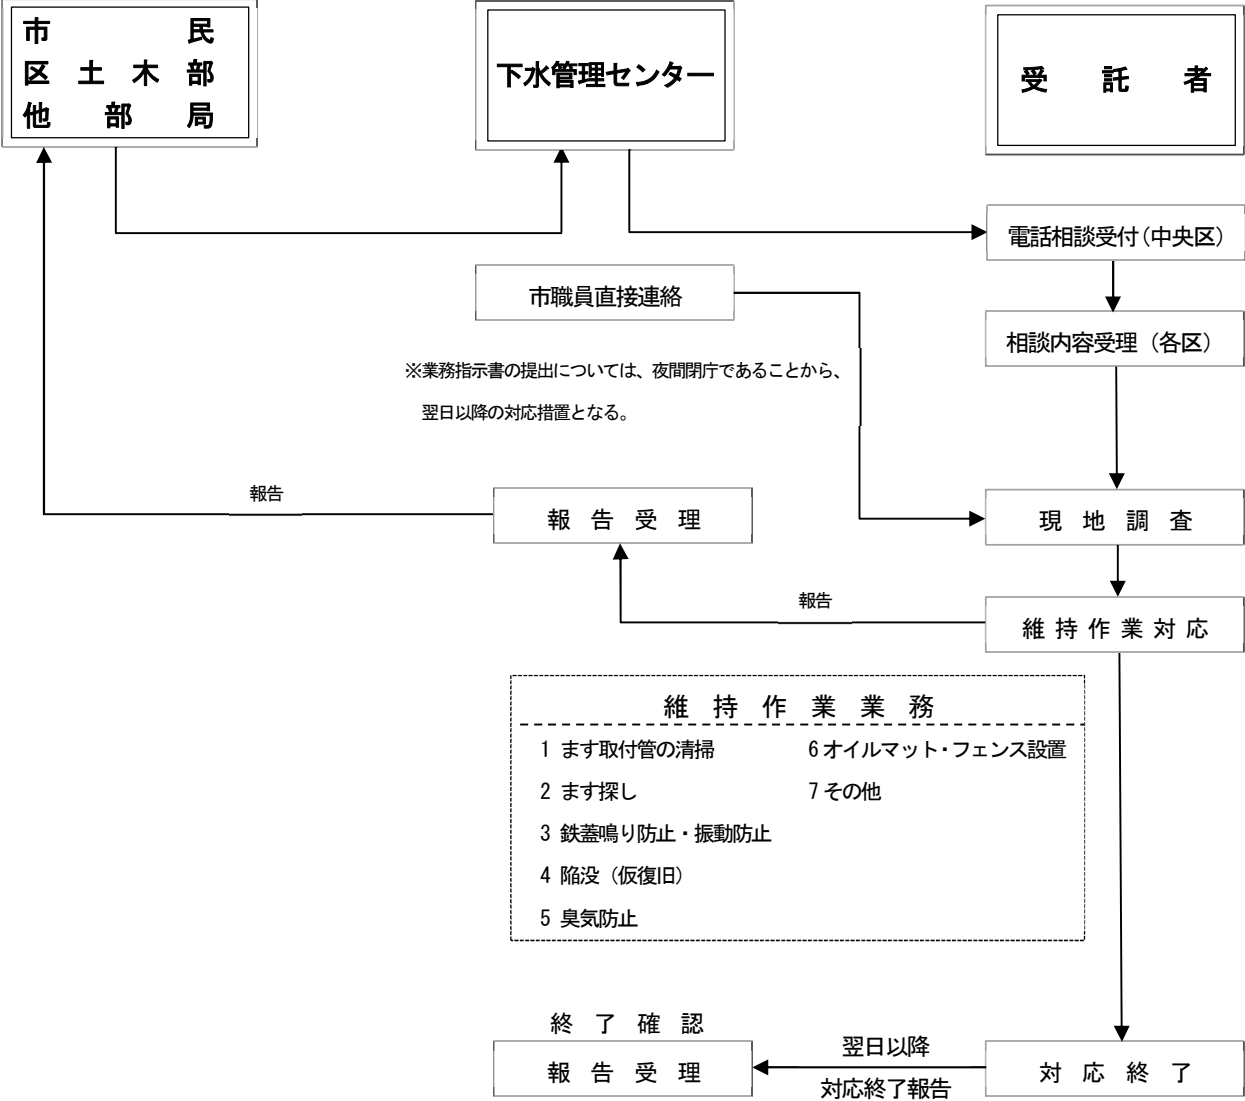 市民
区土木部
他部局
下水管理センター
受託者
電話相談受付（中央区）
市職員直接連絡
相談内容受理（各区）
※業務指示書の提出については、夜間閉庁であることから、
翌日以降の対応措置となる。
報告
報告受理
現地調査
報告
維持作業対応
維持作業業務
1 ます取付管の清掃
2 ます探し
3 鉄蓋鳴り防止・振動防止
4 陥没（仮復旧）
5 臭気防止
6 オイルマット・フェンス設置
7 その他
終了確認
報告受理
翌日以降
対応終了報告
対応終了